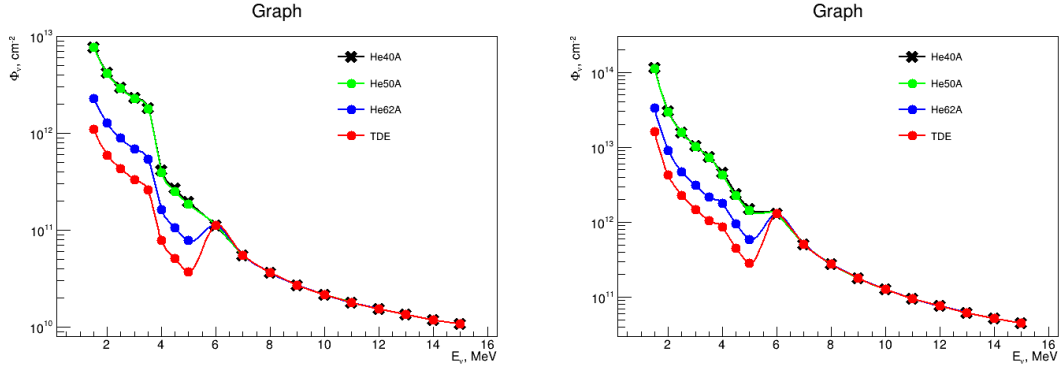 Graph
Φν, cm-2
10^13
10^12
10^11
10^10
He40A
He50A
He62A
TDE
2 4 6 8 10 12 14 16
Eν, MeV
Graph
Φν, cm-2
10^14
10^13
10^12
10^11
He40A
He50A
He62A
TDE
2 4 6 8 10 12 14 16
Eν, MeV